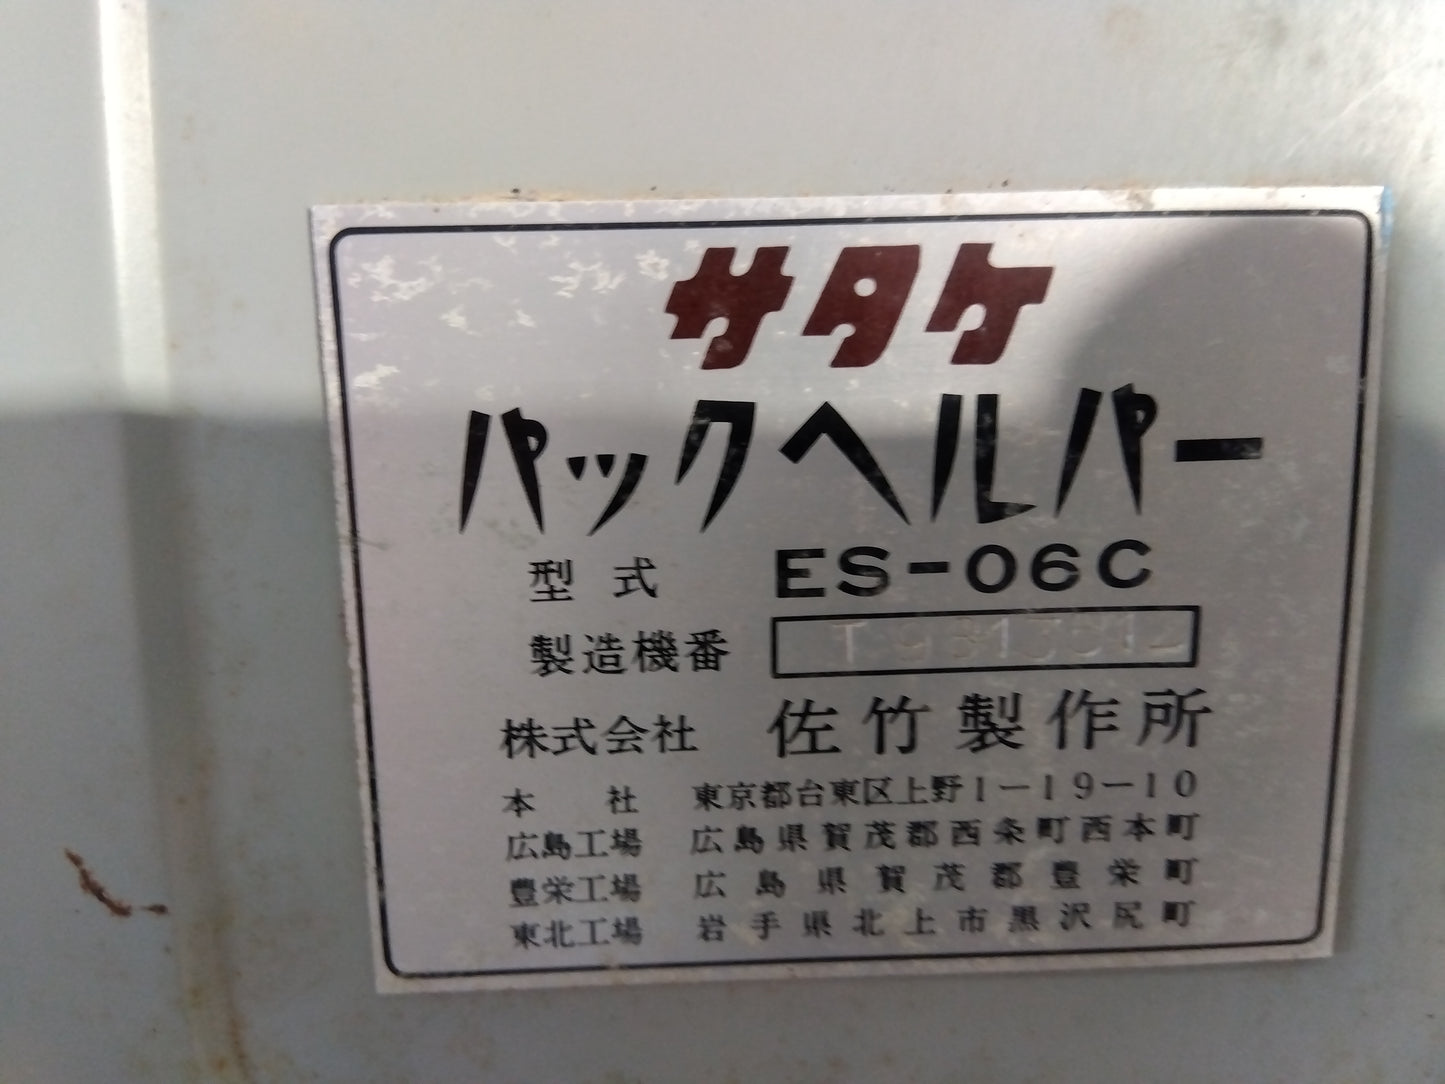 サタケ
パックヘルパー
型式 ES-06C
製造機番
株式会社 佐竹製作所
本社 東京都台東区上野1-19-10
広島工場 広島県賀茂郡西条町西本町
豊栄工場 広島県賀茂郡豊栄町
東北工場 岩手県北上市黒沢尻町